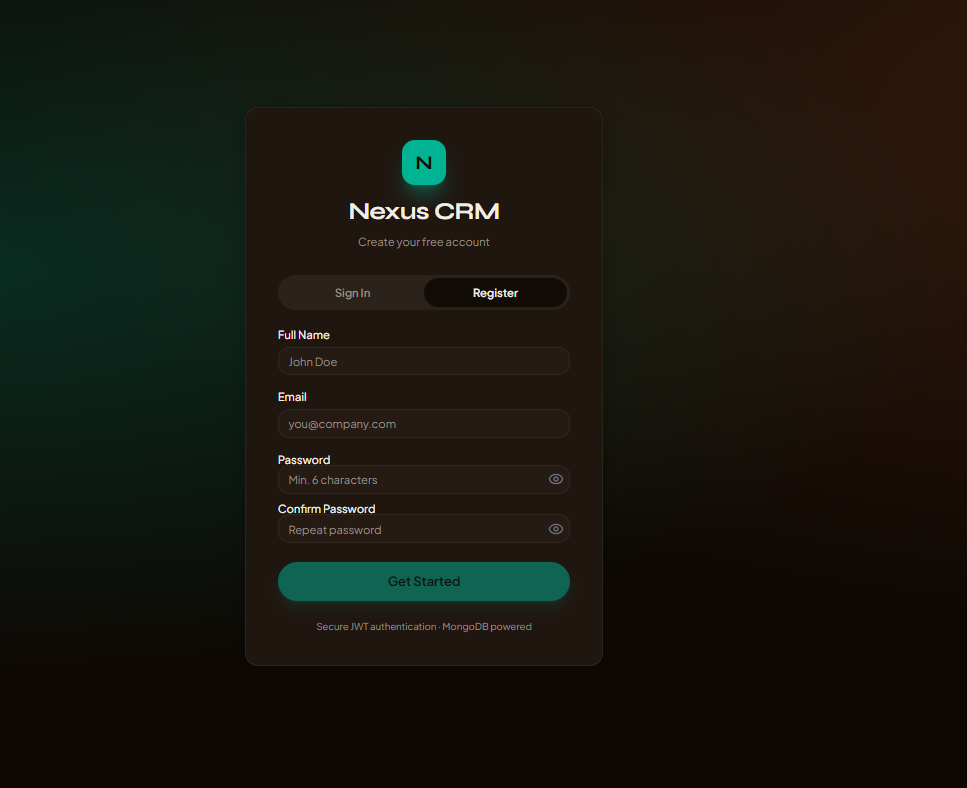 N
Nexus CRM
Create your free account
Sign In Register
Full Name
John Doe
Email
you@company.com
Password
Min. 6 characters
Confirm Password
Repeat password
Get Started
Secure JWT authentication · MongoDB powered